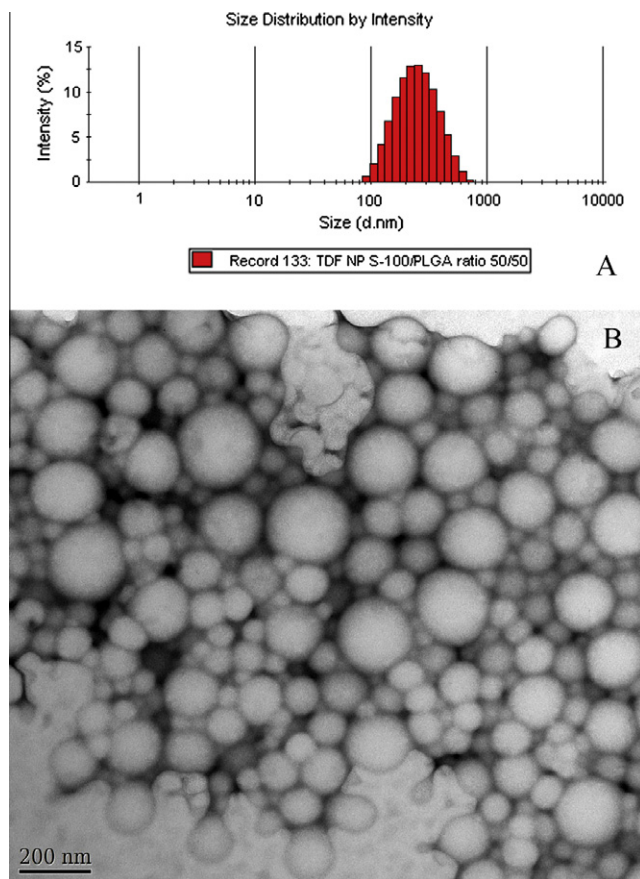 Size Distribution by Intensity
15
10
5
0
Intensity (%)
1 10 100 1000 10000
Size (d.nm)
Record 133: TDF NP S-100/PLGA ratio 50/50
A
B
200 nm